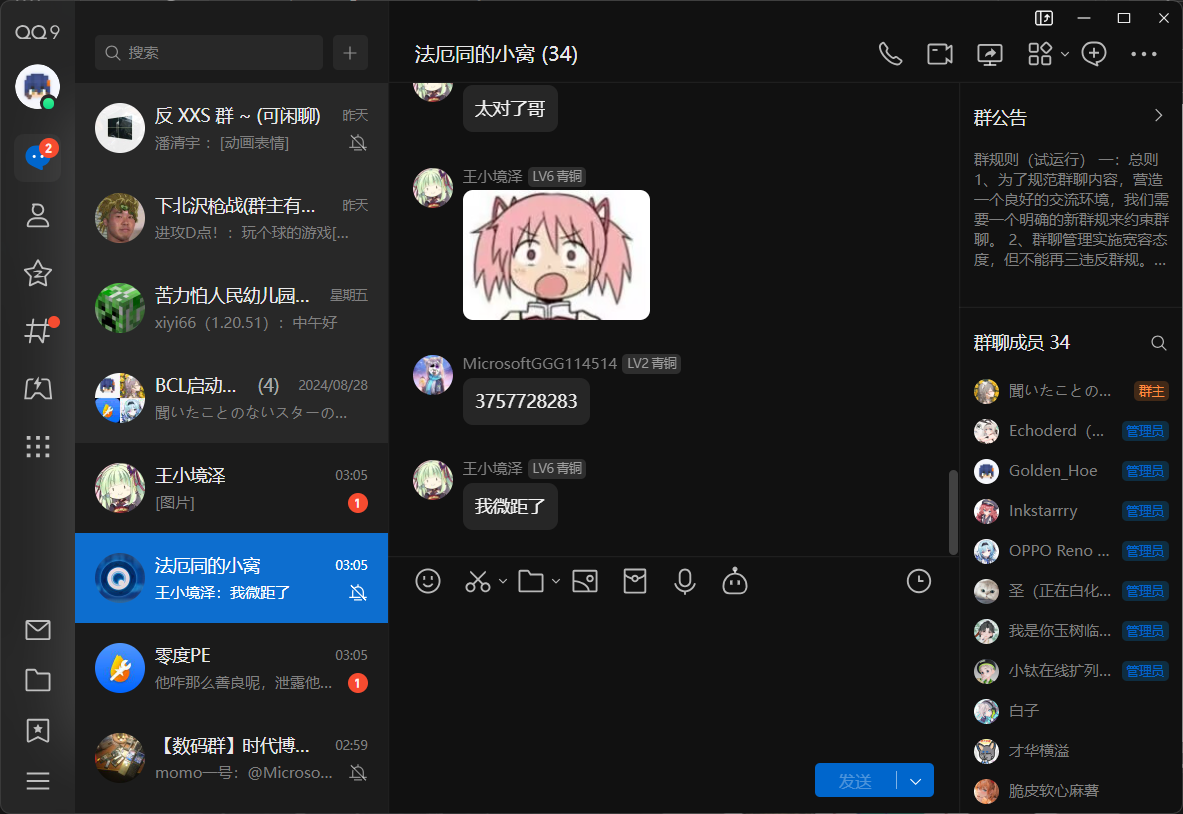 QQ9
2
搜索
反 XXS 群 ~ (可闲聊)
昨天
潘清宇： [动画表情]
下北沢枪战(群主有...
昨天
进攻D点！：玩个球的游戏[...
苦力怕人民幼儿园...
星期五
xiyi66（1.20.51）：中午好
BCL启动... (4)
2024/08/28
聞いたことのないスターの...
王小境泽
03:05
[图片]
1
法厄同的小窝
03:05
王小境泽：我微距了
零度PE
03:05
他咋那么善良呢，泄露他...
1
【数码群】时代博...
02:59
momo一号：@Microso...
法厄同的小窝 (34)
太对了哥
王小境泽 LV6 青铜
MicrosoftGGG114514 LV2 青铜
3757728283
王小境泽 LV6 青铜
我微距了
发送
群公告
群规则（试运行） 一：总则
1、为了规范群聊内容，营造
一个良好的交流环境，我们需
要一个明确的新群规来约束群
聊。 2、群聊管理实施宽容态
度，但不能再三违反群规。...
群聊成员 34
聞いたことの...
群主
Echoderd（...
管理员
Golden_Hoe
管理员
Inkstarrry
管理员
OPPO Reno ...
管理员
圣（正在白化...
管理员
我是你玉树临...
管理员
小钛在线扩列...
管理员
白子
才华横溢
脆皮软心麻薯